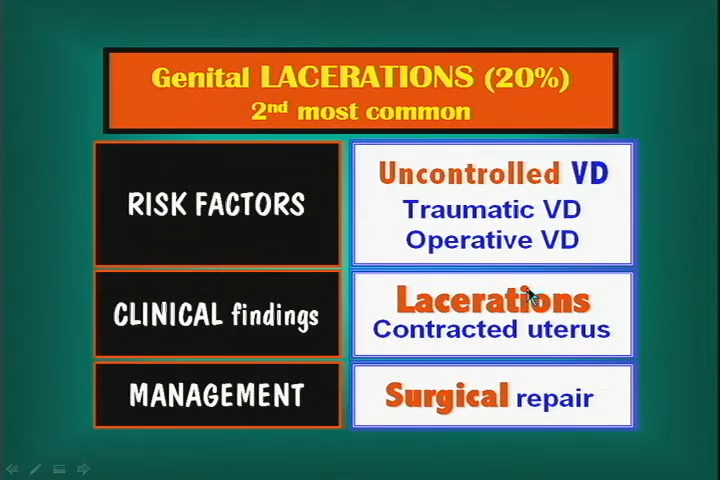 Genital LACERATIONS (20%)
2nd most common
RISK FACTORS
Uncontrolled VD
Traumatic VD
Operative VD
CLINICAL findings
Lacerations
Contracted uterus
MANAGEMENT
Surgical repair